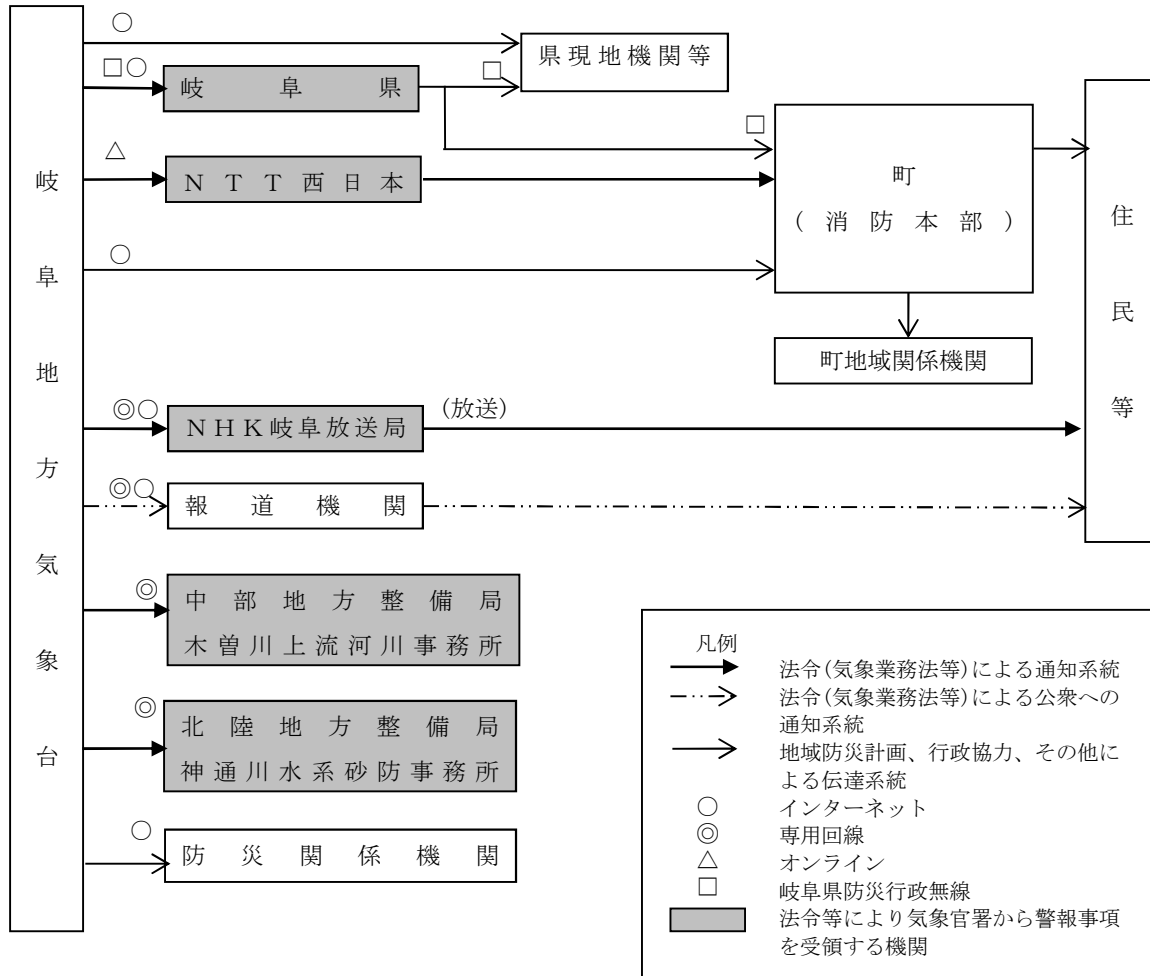 岐阜地方気象台
○
県現地機関等
□○
岐阜県
□
□
△
NTT西日本
町
(消防本部)
住民等
○
町地域関係機関
◎○
NHK岐阜放送局
(放送)
◎○
報道機関
◎
中部地方整備局
木曽川上流河川事務所
◎
北陸地方整備局
神通川水系砂防事務所
○
防災関係機関
凡例
法令(気象業務法等)による通知系統
法令(気象業務法等)による公衆への
通知系統
地域防災計画、行政協力、その他に
よる伝達系統
○ インターネット
◎ 専用回線
△ オンライン
□ 岐阜県防災行政無線
法令等により気象官署から警報事項
を受領する機関